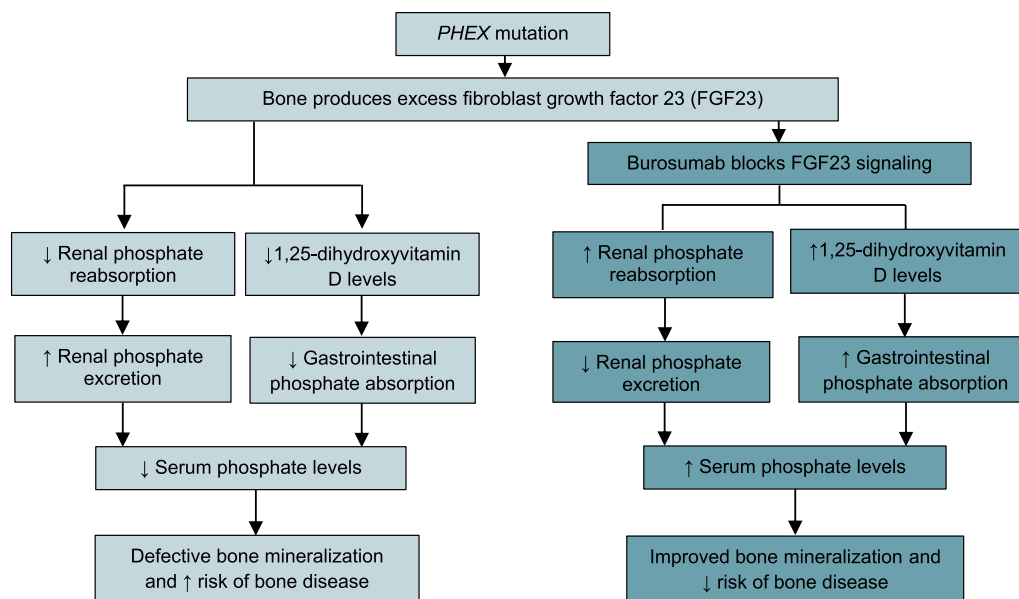 PHEX mutation
Bone produces excess fibroblast growth factor 23 (FGF23)
Burosumab blocks FGF23 signaling
↓ Renal phosphate
reabsorption
↓1,25-dihydroxyvitamin
D levels
↑ Renal phosphate
reabsorption
↑1,25-dihydroxyvitamin
D levels
↑ Renal phosphate
excretion
↓ Gastrointestinal
phosphate absorption
↓ Renal phosphate
excretion
↑ Gastrointestinal
phosphate absorption
↓ Serum phosphate levels
↑ Serum phosphate levels
Defective bone mineralization
and ↑ risk of bone disease
Improved bone mineralization and
↓ risk of bone disease